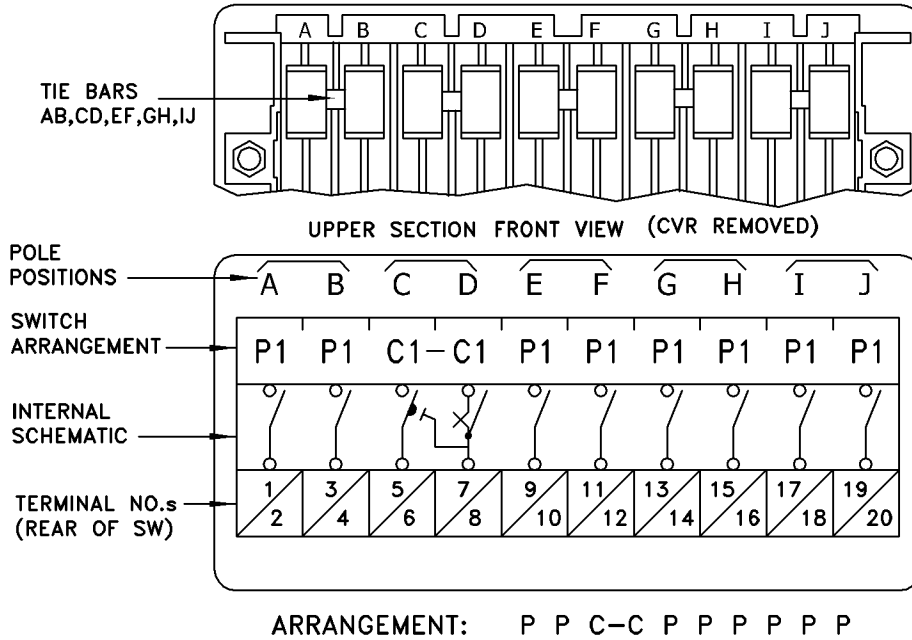 A B C D E F G H I J
TIE BARS
AB,CD,EF,GH,IJ
UPPER SECTION FRONT VIEW (CVR REMOVED)
POLE
POSITIONS
A B C D E F G H I J
SWITCH
ARRANGEMENT
P1 P1 C1-C1 P1 P1 P1 P1 P1 P1
INTERNAL
SCHEMATIC
TERMINAL NO.s
(REAR OF SW)
1 3 5 7 9 11 13 15 17 19
2 4 6 8 10 12 14 16 18 20
ARRANGEMENT: P P C-C P P P P P P